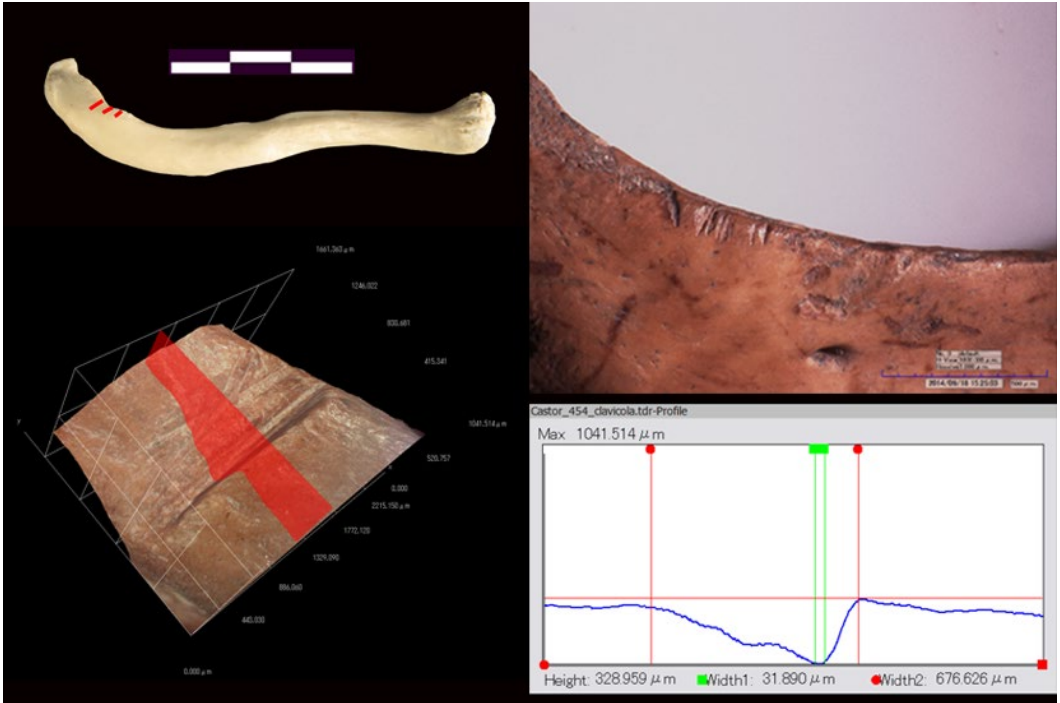 1661.060 μm
1246.022
830.681
415.341
Y
1041.514 μm
520.757
0.000
2215.150 μm
1772.120
1329.090
886.060
443.030
0.000 μm
2014/09/18 15:25:03
500 μm
Castor_454_clavicola.tdr-Profile
Max 1041.514 μm
Height: 328.959 μm Width1: 31.890 μm Width2: 676.626 μm